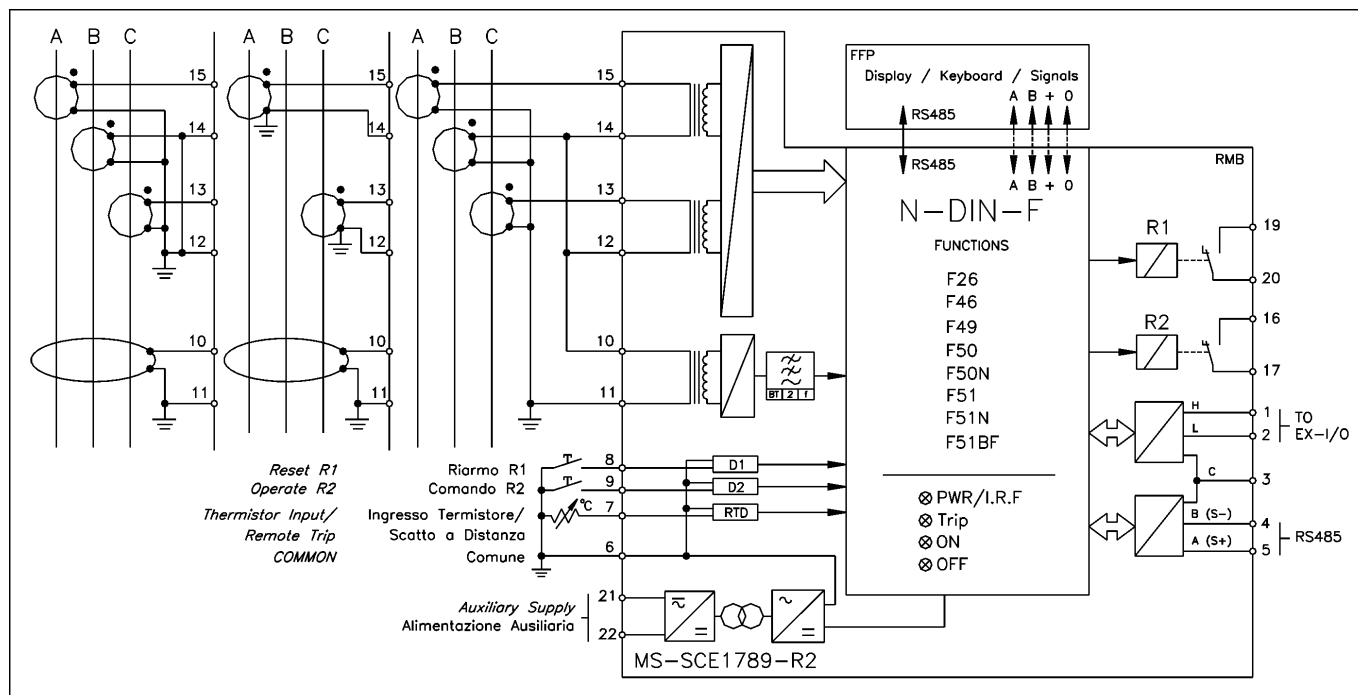 A B C
A B C
A B C
15
14
13
12
10
11
15
14
13
12
10
11
15
14
13
12
10
11
FFP
Display / Keyboard / Signals
A B + 0
RS485
RS485
A B + 0
RMB
N-DIN-F
FUNCTIONS
F26
F46
F49
F50
F50N
F51
F51N
F51BF
⊗ PWR/I.R.F
⊗ Trip
⊗ ON
⊗ OFF
BT 2 f
R1
19
20
R2
16
17
H
1
L
2
TO
EX-I/O
C
3
B (S-)
4
A (S+)
5
RS485
Reset R1
Riarmo R1
8
D1
Operate R2
Comando R2
9
D2
Thermistor Input/
Remote Trip
Ingresso Termistore/
Scatto a Distanza
°C
7
RTD
COMMON
Comune
6
Auxiliary Supply
Alimentazione Ausiliaria
21
22
MS-SCE1789-R2